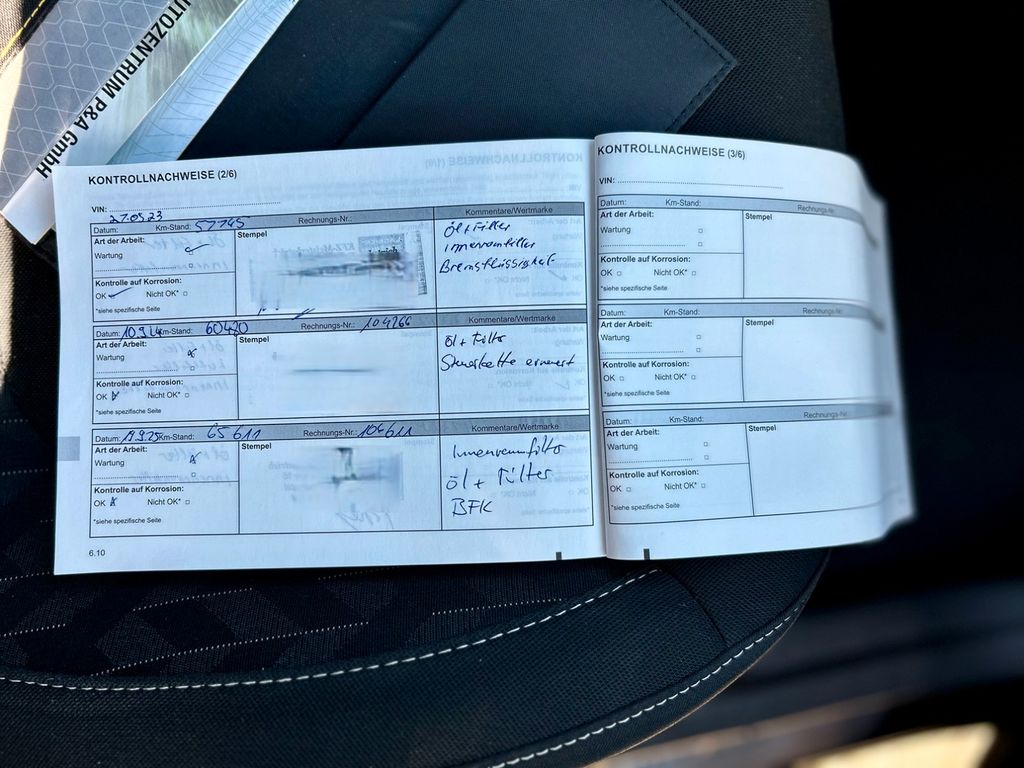 AUTOZENTRUM P&A GmbH
KONTROLLNACHWEISE (2/6)
VIN:
Datum: 27.05.23 Km-Stand: 57745 Rechnungs-Nr.: Kommentare/Wertmarke
Art der Arbeit: Stempel
Wartung
Kontrolle auf Korrosion:
OK Nicht OK*
*siehe spezifische Seite
Öl+Filter
Innenraumfilter
Bremsflüssigkeit
Datum: 10.9.24 Km-Stand: 60420 Rechnungs-Nr.: 104266 Kommentare/Wertmarke
Art der Arbeit: Stempel
Wartung
Kontrolle auf Korrosion:
OK Nicht OK*
*siehe spezifische Seite
Öl + Filter
Steuerkette erneuert
Datum: 19.9.25 Km-Stand: 65611 Rechnungs-Nr.: 106611 Kommentare/Wertmarke
Art der Arbeit: Stempel
Wartung
Kontrolle auf Korrosion:
OK Nicht OK*
*siehe spezifische Seite
Innenraumfilter
Öl + Filter
BFK
6.10
KONTROLLNACHWEISE (3/6)
VIN:
Datum: Km-Stand: Rechnungs-Nr.
Art der Arbeit: Stempel
Wartung
Kontrolle auf Korrosion:
OK Nicht OK*
*siehe spezifische Seite
Datum: Km-Stand: Rechnungs-Nr.:
Art der Arbeit: Stempel
Wartung
Kontrolle auf Korrosion:
OK Nicht OK*
*siehe spezifische Seite
Datum: Km-Stand: Rechnungs-Nr.
Art der Arbeit: Stempel
Wartung
Kontrolle auf Korrosion:
OK Nicht OK*
*siehe spezifische Seite